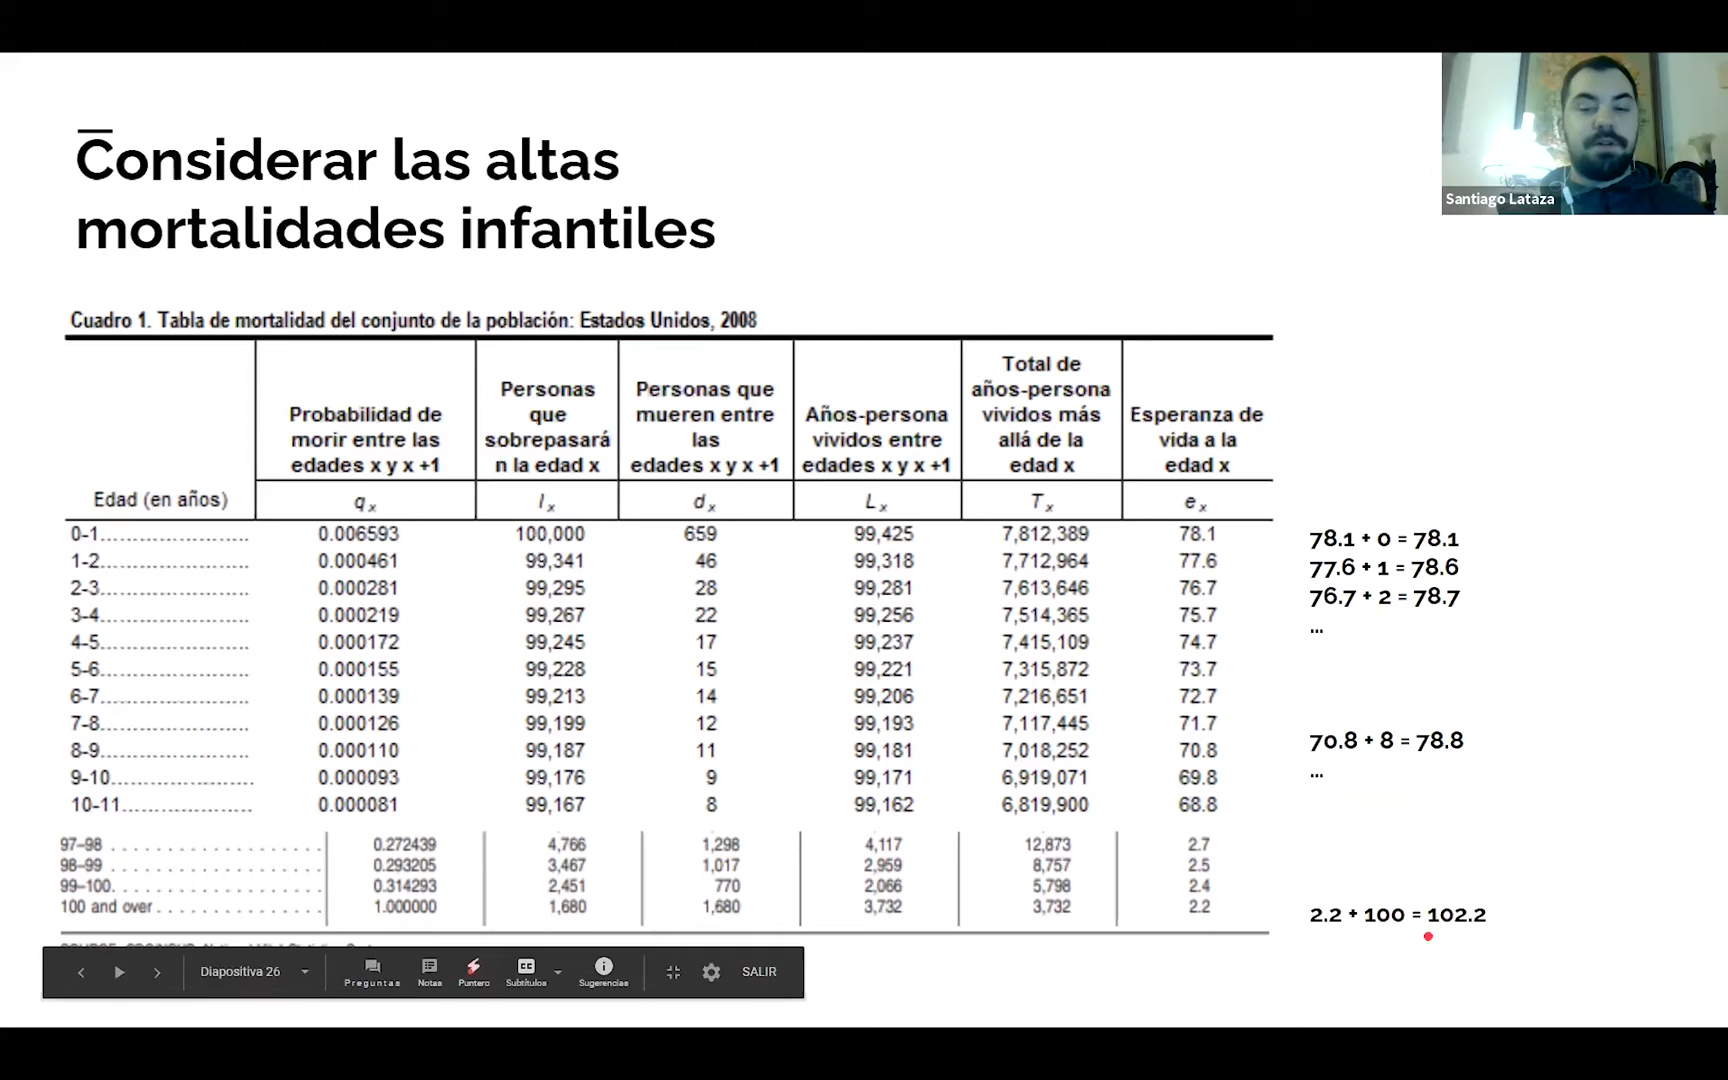 Considerar las altas
mortalidades infantiles
Santiago Lataza
Cuadro 1. Tabla de mortalidad del conjunto de la población: Estados Unidos, 2008
Edad (en años)
Probabilidad de
morir entre las
edades x y x +1
q x
Personas
que
sobrepasará
n la edad x
l x
Personas que
mueren entre
las
edades x y x +1
d x
Años-persona
vividos entre
edades x y x +1
L x
Total de
años-persona
vividos más
allá de la
edad x
T x
Esperanza de
vida a la
edad x
e x
0-1 0.006593 100,000 659 99,425 7,812,389 78.1
1-2 0.000461 99,341 46 99,318 7,712,964 77.6
2-3 0.000281 99,295 28 99,281 7,613,646 76.7
3-4 0.000219 99,267 22 99,256 7,514,365 75.7
4-5 0.000172 99,245 17 99,237 7,415,109 74.7
5-6 0.000155 99,228 15 99,221 7,315,872 73.7
6-7 0.000139 99,213 14 99,206 7,216,651 72.7
7-8 0.000126 99,199 12 99,193 7,117,445 71.7
8-9 0.000110 99,187 11 99,181 7,018,252 70.8
9-10 0.000093 99,176 9 99,171 6,919,071 69.8
10-11 0.000081 99,167 8 99,162 6,819,900 68.8
97–98 0.272439 4,766 1,298 4,117 12,873 2.7
98–99 0.293205 3,467 1,017 2,959 8,757 2.5
99–100 0.314293 2,451 770 2,066 5,798 2.4
100 and over 1.000000 1,680 1,680 3,732 3,732 2.2
78.1 + 0 = 78.1
77.6 + 1 = 78.6
76.7 + 2 = 78.7
...
70.8 + 8 = 78.8
...
2.2 + 100 = 102.2
Diapositiva 26
Preguntas
Notas
Puntero
Subtítulos
Sugerencias
SALIR